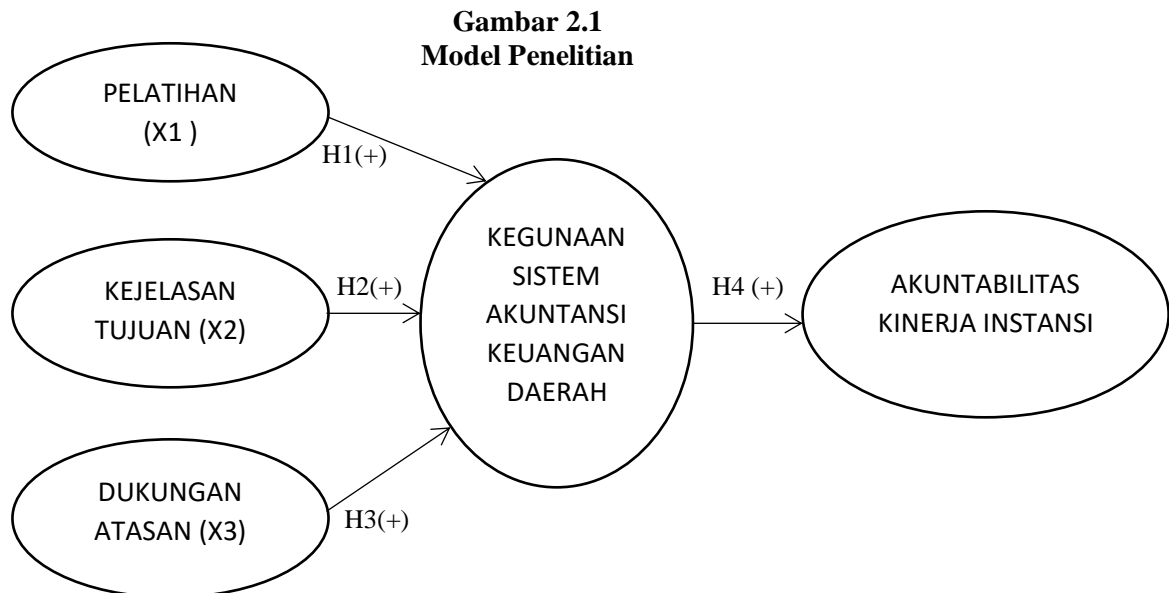 Gambar 2.1
Model Penelitian
PELATIHAN
(X1 )
H1(+)
KEJELASAN
TUJUAN (X2)
H2(+)
DUKUNGAN
ATASAN (X3)
H3(+)
KEGUNAAN
SISTEM
AKUNTANSI
KEUANGAN
DAERAH
H4 (+)
AKUNTABILITAS
KINERJA INSTANSI